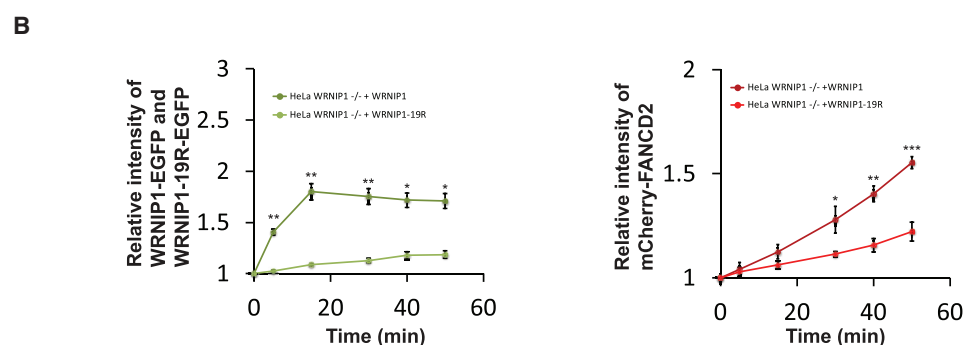 B
Relative intensity of
WRNIP1-EGFP and
WRNIP1-19R-EGFP
3
2.5
2
1.5
1
HeLa WRNIP1 -/- + WRNIP1
HeLa WRNIP1 -/- + WRNIP1-19R
**
**
**
*
*
0
20
40
60
Time (min)
Relative intensity of
mCherry-FANCD2
2
1.5
1
HeLa WRNIP1 -/- +WRNIP1
HeLa WRNIP1 -/- +WRNIP1-19R
*
**
***
0
20
40
60
Time (min)